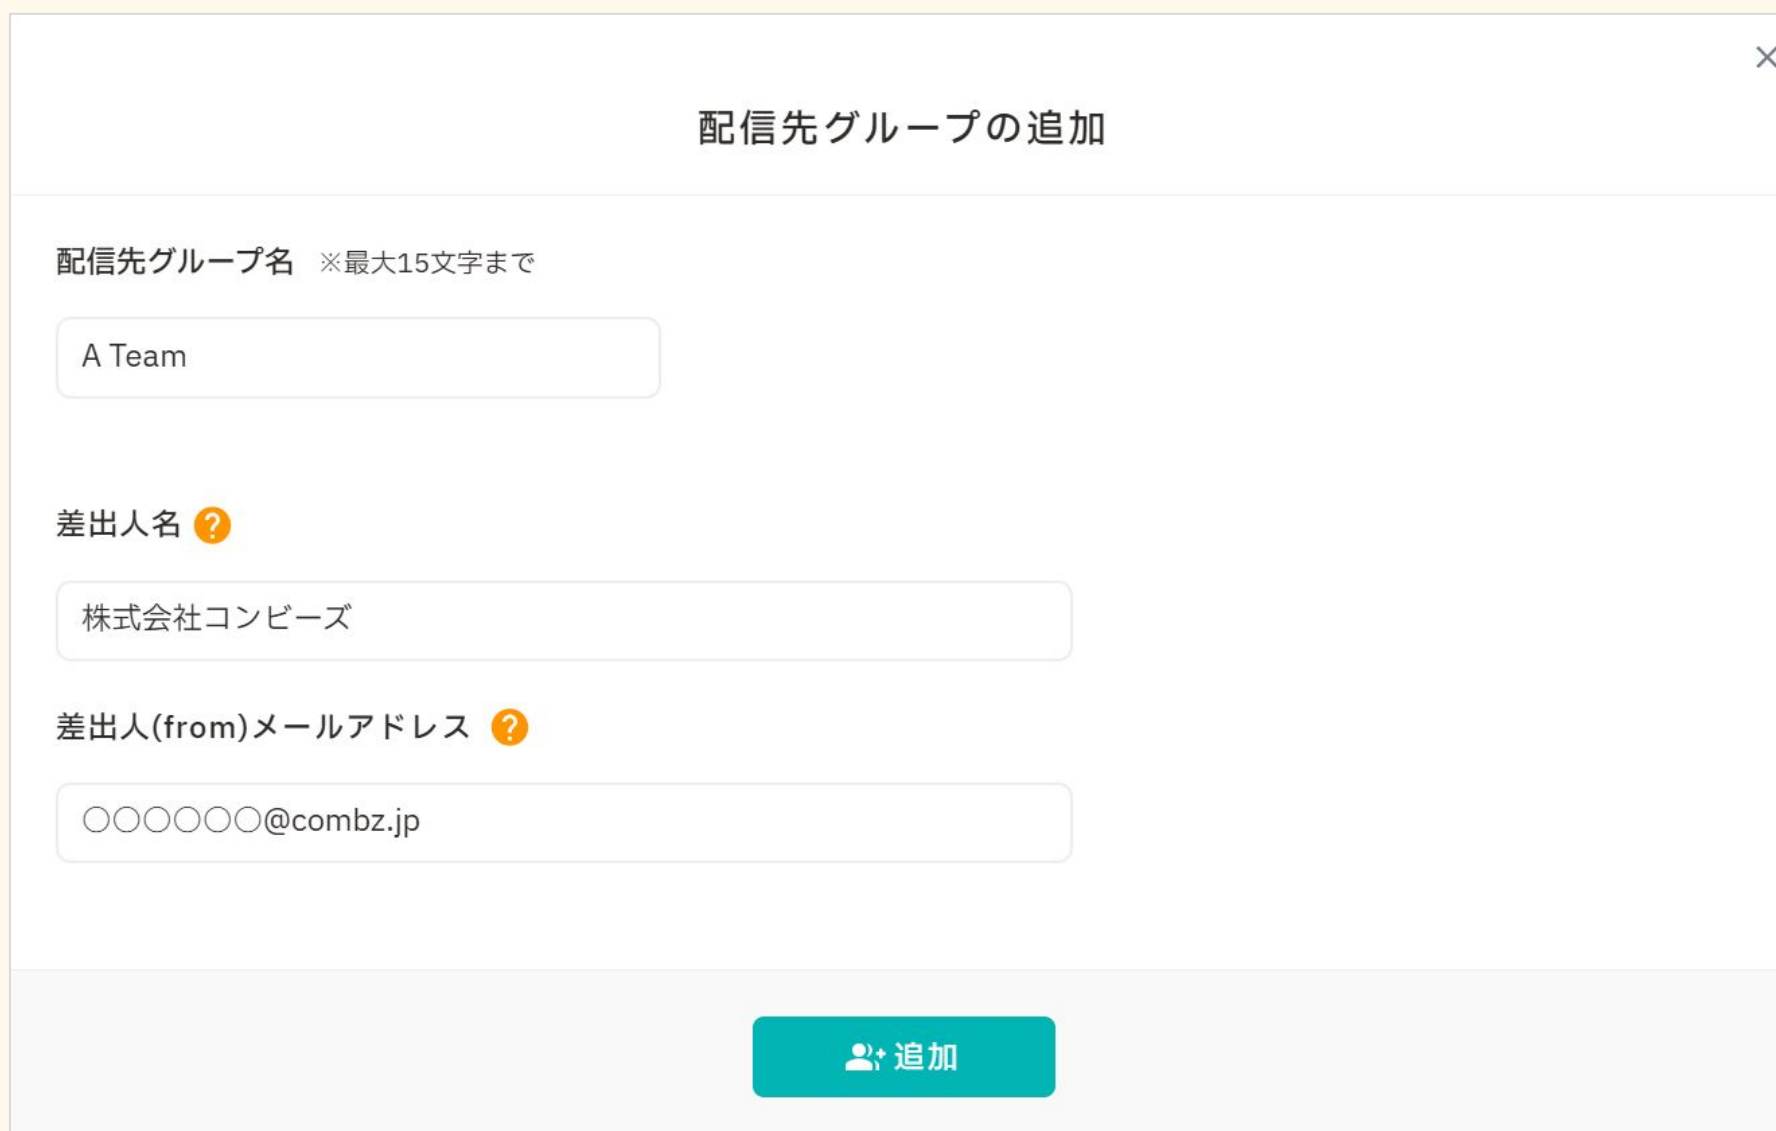 配信先グループの追加
配信先グループ名 ※最大15文字まで
A Team
差出人名 ?
株式会社コンビーズ
差出人(from)メールアドレス ?
〇〇〇〇〇〇@combz.jp
追加